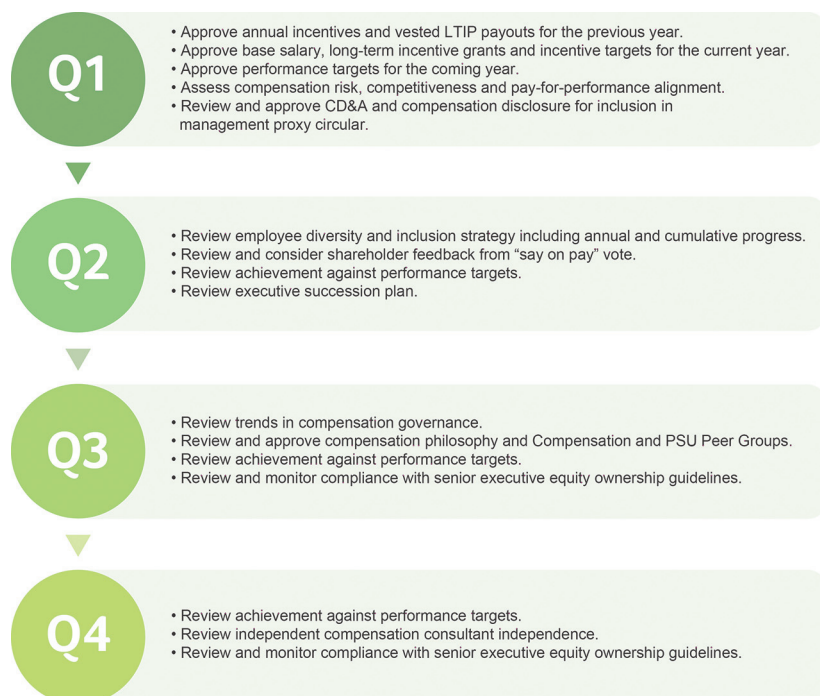 Q1
• Approve annual incentives and vested LTIP payouts for the previous year.
• Approve base salary, long-term incentive grants and incentive targets for the current year.
• Approve performance targets for the coming year.
• Assess compensation risk, competitiveness and pay-for-performance alignment.
• Review and approve CD&A and compensation disclosure for inclusion in
management proxy circular.
Q2
• Review employee diversity and inclusion strategy including annual and cumulative progress.
• Review and consider shareholder feedback from “say on pay” vote.
• Review achievement against performance targets.
• Review executive succession plan.
Q3
• Review trends in compensation governance.
• Review and approve compensation philosophy and Compensation and PSU Peer Groups.
• Review achievement against performance targets.
• Review and monitor compliance with senior executive equity ownership guidelines.
Q4
• Review achievement against performance targets.
• Review independent compensation consultant independence.
• Review and monitor compliance with senior executive equity ownership guidelines.